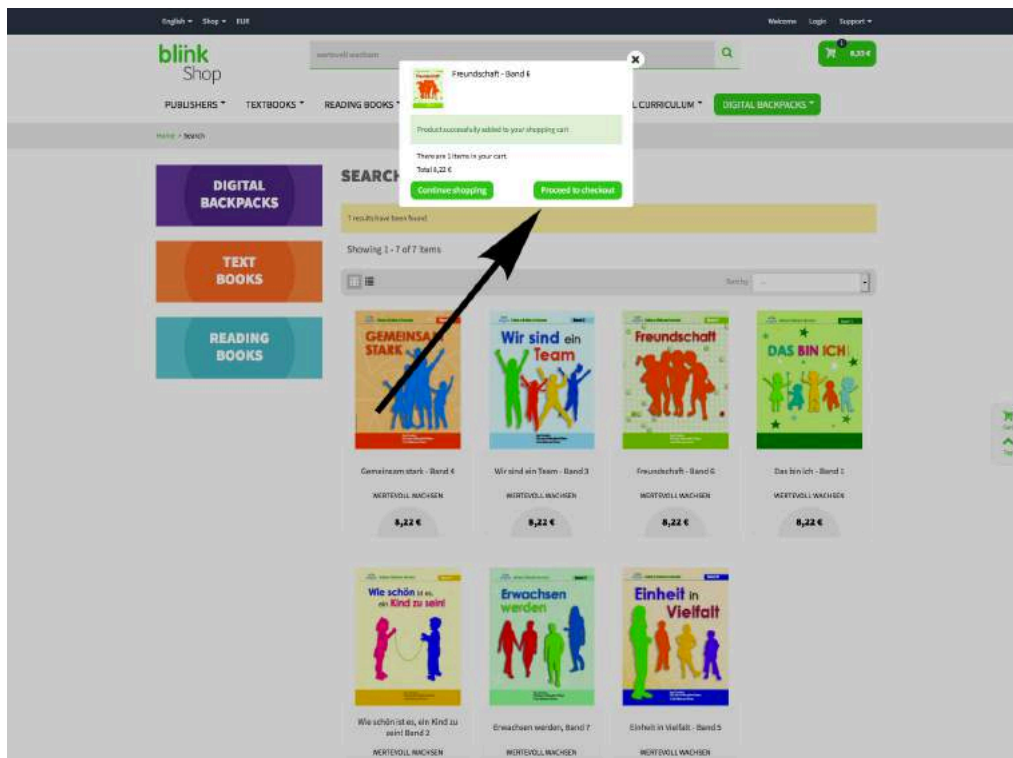 English Shop EUR Welcome Login Support
blink
Shop
wertevoll wachsen
1
8,22 €
PUBLISHERS TEXTBOOKS READING BOOKS L CURRICULUM DIGITAL BACKPACKS
Home > Search
Freundschaft - Band 6
Product successfully added to your shopping cart
There are 1 items in your cart.
Total 8,22 €
Continue shopping Proceed to checkout
DIGITAL
BACKPACKS
TEXT
BOOKS
READING
BOOKS
SEARCH
7 results have been found.
Showing 1 - 7 of 7 items
Sort by --
GEMEINSAM
STARK
Wir sind ein
Team
Freundschaft
DAS BIN ICH!
Gemeinsam stark - Band 4
Wir sind ein Team - Band 3
Freundschaft - Band 6
Das bin ich - Band 1
WERTEVOLL WACHSEN
WERTEVOLL WACHSEN
WERTEVOLL WACHSEN
WERTEVOLL WACHSEN
8,22 €
8,22 €
8,22 €
8,22 €
Wie schön ist es,
ein Kind zu sein!
Erwachsen
werden
Einheit in
Vielfalt
Wie schön ist es, ein Kind zu
sein! Band 2
Erwachsen werden, Band 7
Einheit in Vielfalt - Band 5
WERTEVOLL WACHSEN
WERTEVOLL WACHSEN
WERTEVOLL WACHSEN
Top